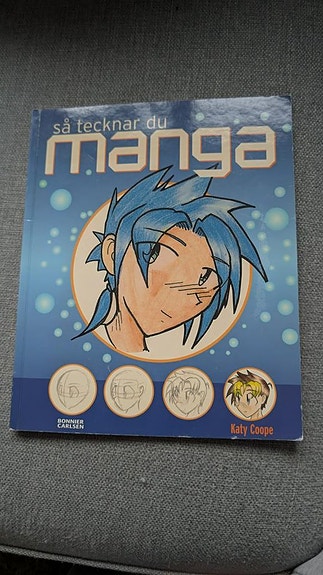 så tecknar du
manga
BONNIER
CARLSEN
Katy Coope